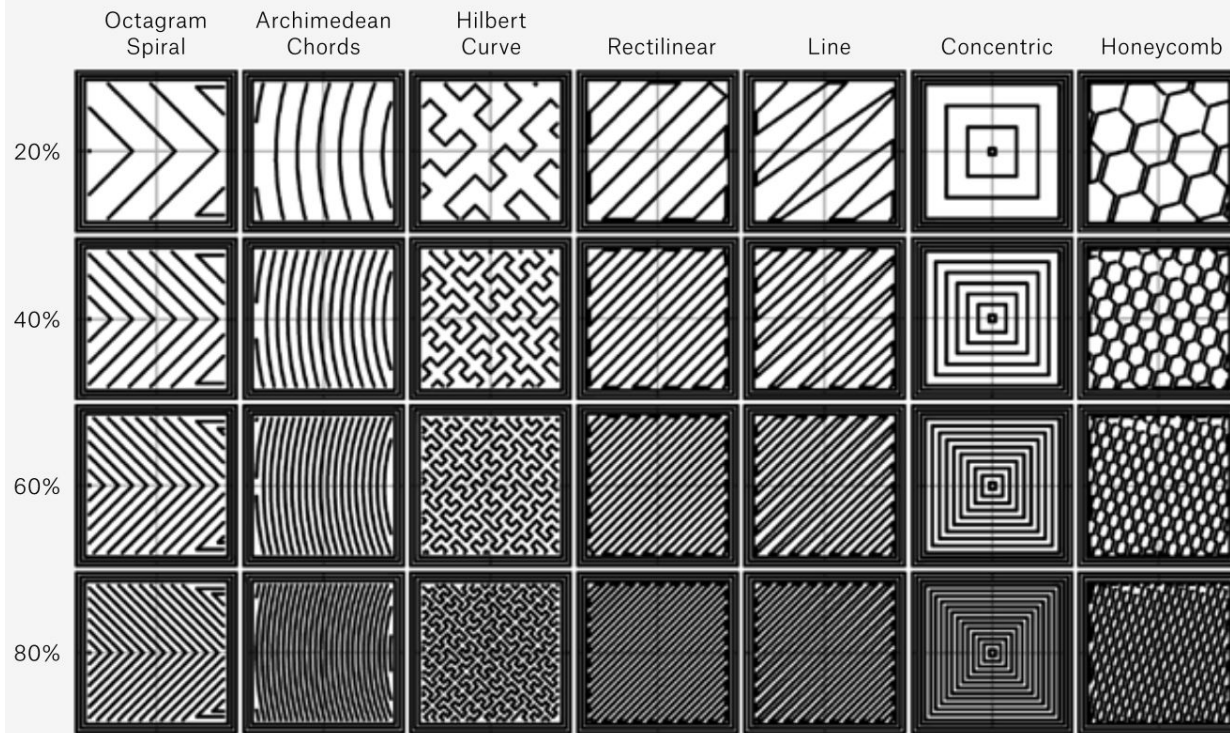 Octagram
Spiral
Archimedean
Chords
Hilbert
Curve
Rectilinear
Line
Concentric
Honeycomb
20%
40%
60%
80%